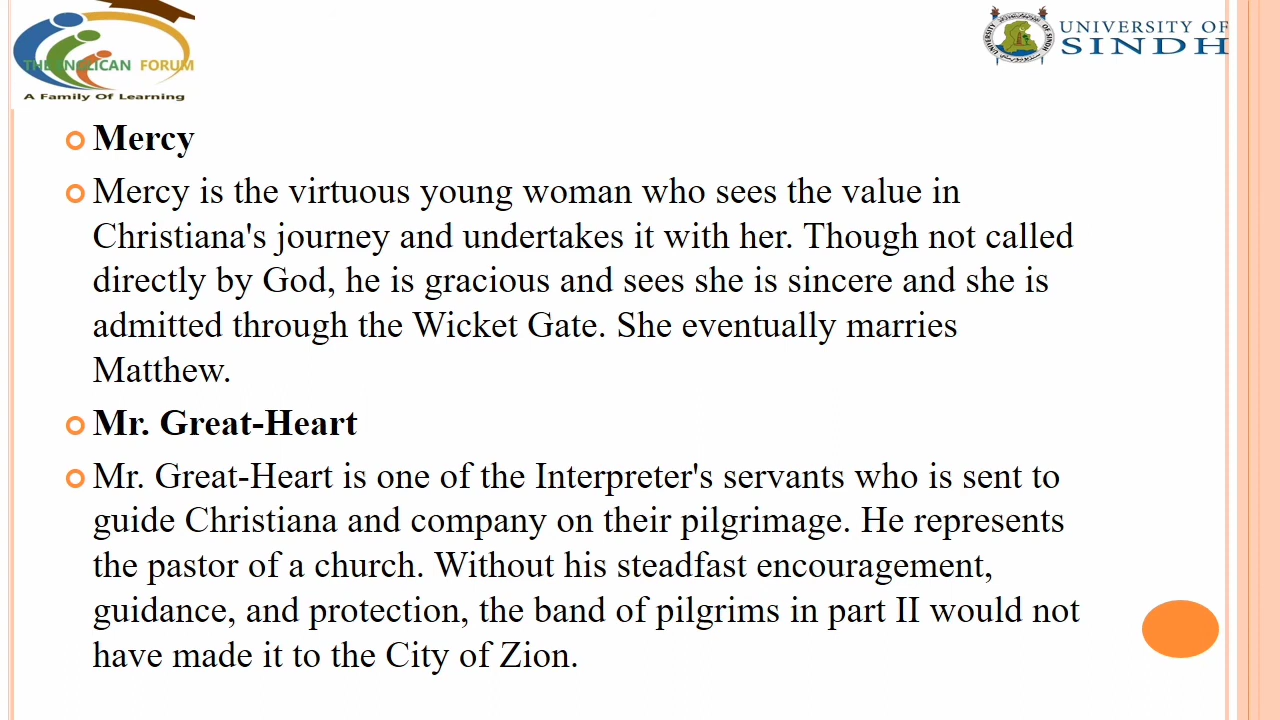 THE ANGLICAN FORUM
A Family Of Learning
UNIVERSITY OF
SINDH
Mercy
Mercy is the virtuous young woman who sees the value in
Christiana's journey and undertakes it with her. Though not called
directly by God, he is gracious and sees she is sincere and she is
admitted through the Wicket Gate. She eventually marries
Matthew.
Mr. Great-Heart
Mr. Great-Heart is one of the Interpreter's servants who is sent to
guide Christiana and company on their pilgrimage. He represents
the pastor of a church. Without his steadfast encouragement,
guidance, and protection, the band of pilgrims in part II would not
have made it to the City of Zion.